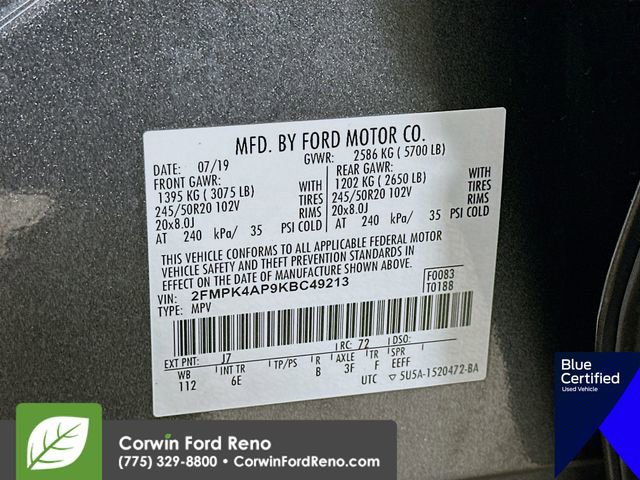 MFD. BY FORD MOTOR CO.
DATE: 07/19 GVWR: 2586 KG ( 5700 LB)
FRONT GAWR: REAR GAWR:
1395 KG ( 3075 LB) WITH 1202 KG ( 2650 LB) WITH
245/50R20 102V TIRES 245/50R20 102V TIRES
20x8.0J RIMS 20x8.0J RIMS
AT 240 kPa/ 35 PSI COLD AT 240 kPa/ 35 PSI COLD
THIS VEHICLE CONFORMS TO ALL APPLICABLE FEDERAL MOTOR
VEHICLE SAFETY AND THEFT PREVENTION STANDARDS IN
EFFECT ON THE DATE OF MANUFACTURE SHOWN ABOVE.
VIN: 2FMPK4AP9KBC49213 F0083
TYPE: MPV T0188
EXT PNT: J7 RC: 72 DSO:
WB INT TR TP/PS R AXLE TR SPR
112 6E B 3F F EEFF
UTC ▽ 5U5A-1520472-BA
Blue
Certified
Used Vehicle
Corwin Ford Reno
(775) 329-8800 • CorwinFordReno.com